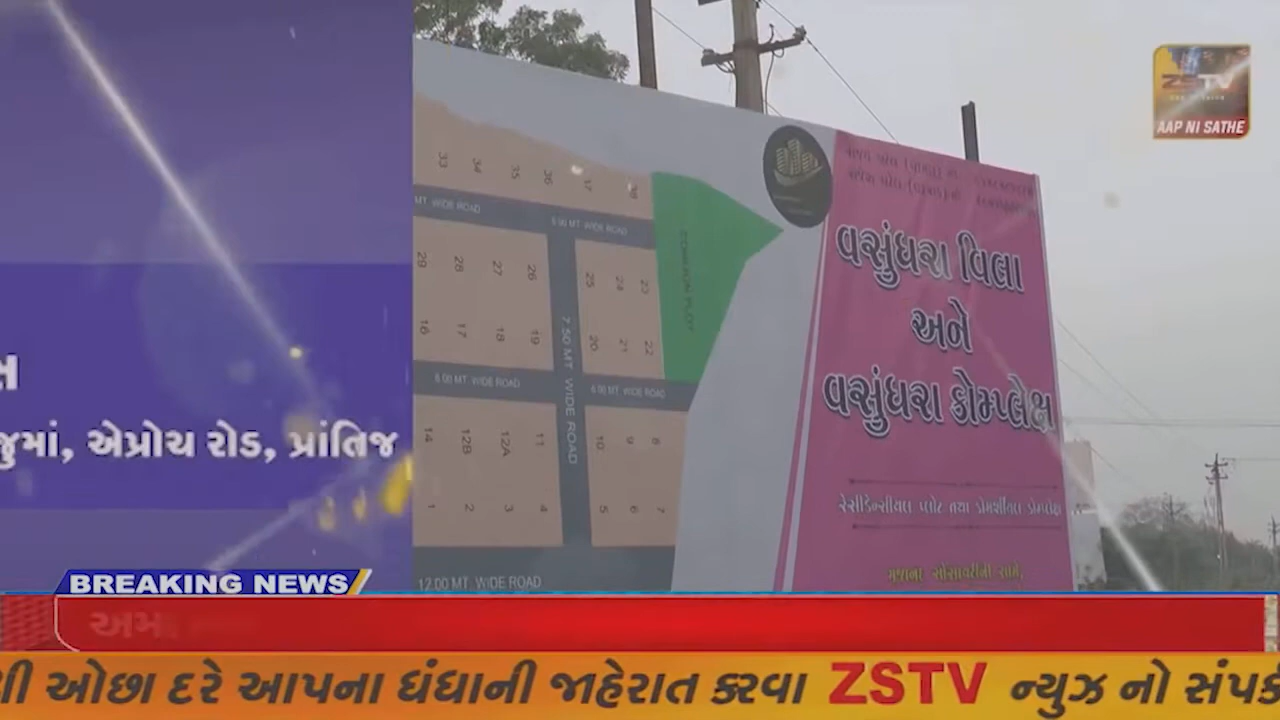 ZSTV
AAP NI SATHE
33 34 35 36 37 38
MT. WIDE ROAD
6.00 MT. WIDE ROAD
29 28 27 26 25 24 23
COMMON PLOT
16 17 18 19 20 21 22
7.50 MT. WIDE ROAD
6.00 MT. WIDE ROAD
6.00 MT. WIDE ROAD
14 12B 12A 11 10 9 8
1 2 3 4 5 6 7
12.00 MT. WIDE ROAD
વસુંધરા વિલા
અને
વસુંધરા કોમ્પ્લેક્ષ
રેસીડેન્સીયલ પ્લોટ તથા કોમર્શીયલ કોમ્પ્લેક્ષ
જુમાં, એપ્રોચ રોડ, પ્રાંતિજ
BREAKING NEWS
ઓછા દરે આપના ધંધાની જાહેરાત કરવા ZSTV ન્યુઝ નો સંપર્ક